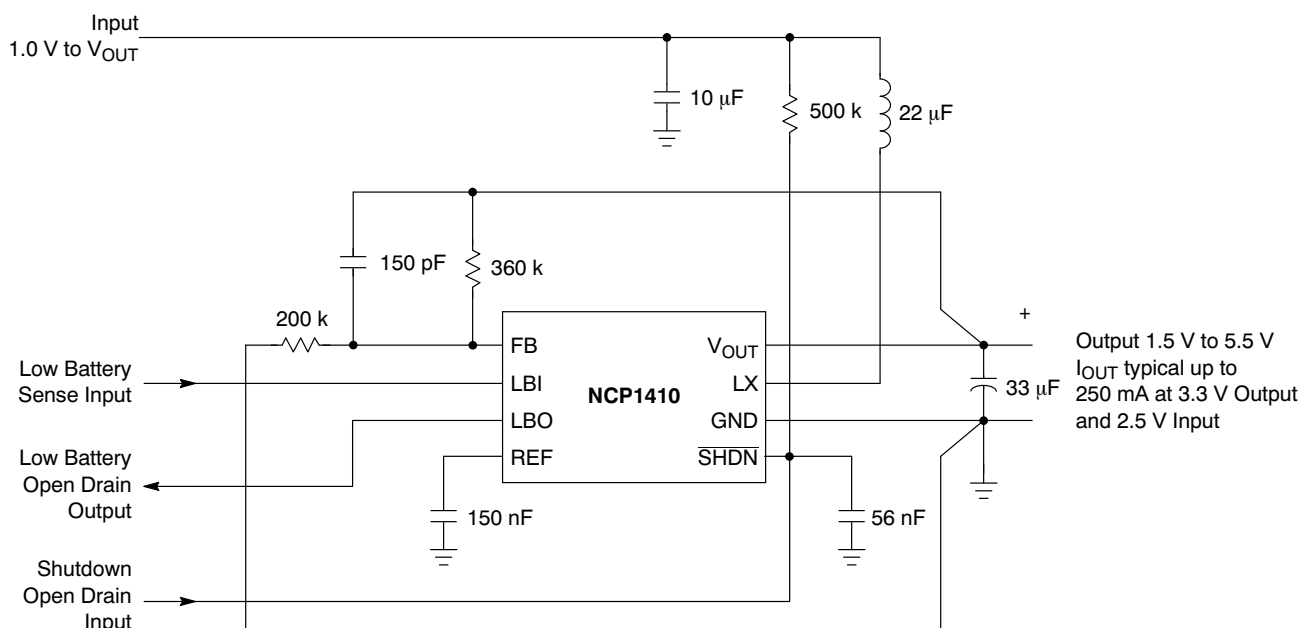 Input
1.0 V to VOUT
10 μF
500 k
22 μF
150 pF
360 k
200 k
FB
LBI
LBO
REF
NCP1410
VOUT
LX
GND
SHDN
+
33 μF
Output 1.5 V to 5.5 V
IOUT typical up to
250 mA at 3.3 V Output
and 2.5 V Input
Low Battery
Sense Input
Low Battery
Open Drain
Output
150 nF
56 nF
Shutdown
Open Drain
Input